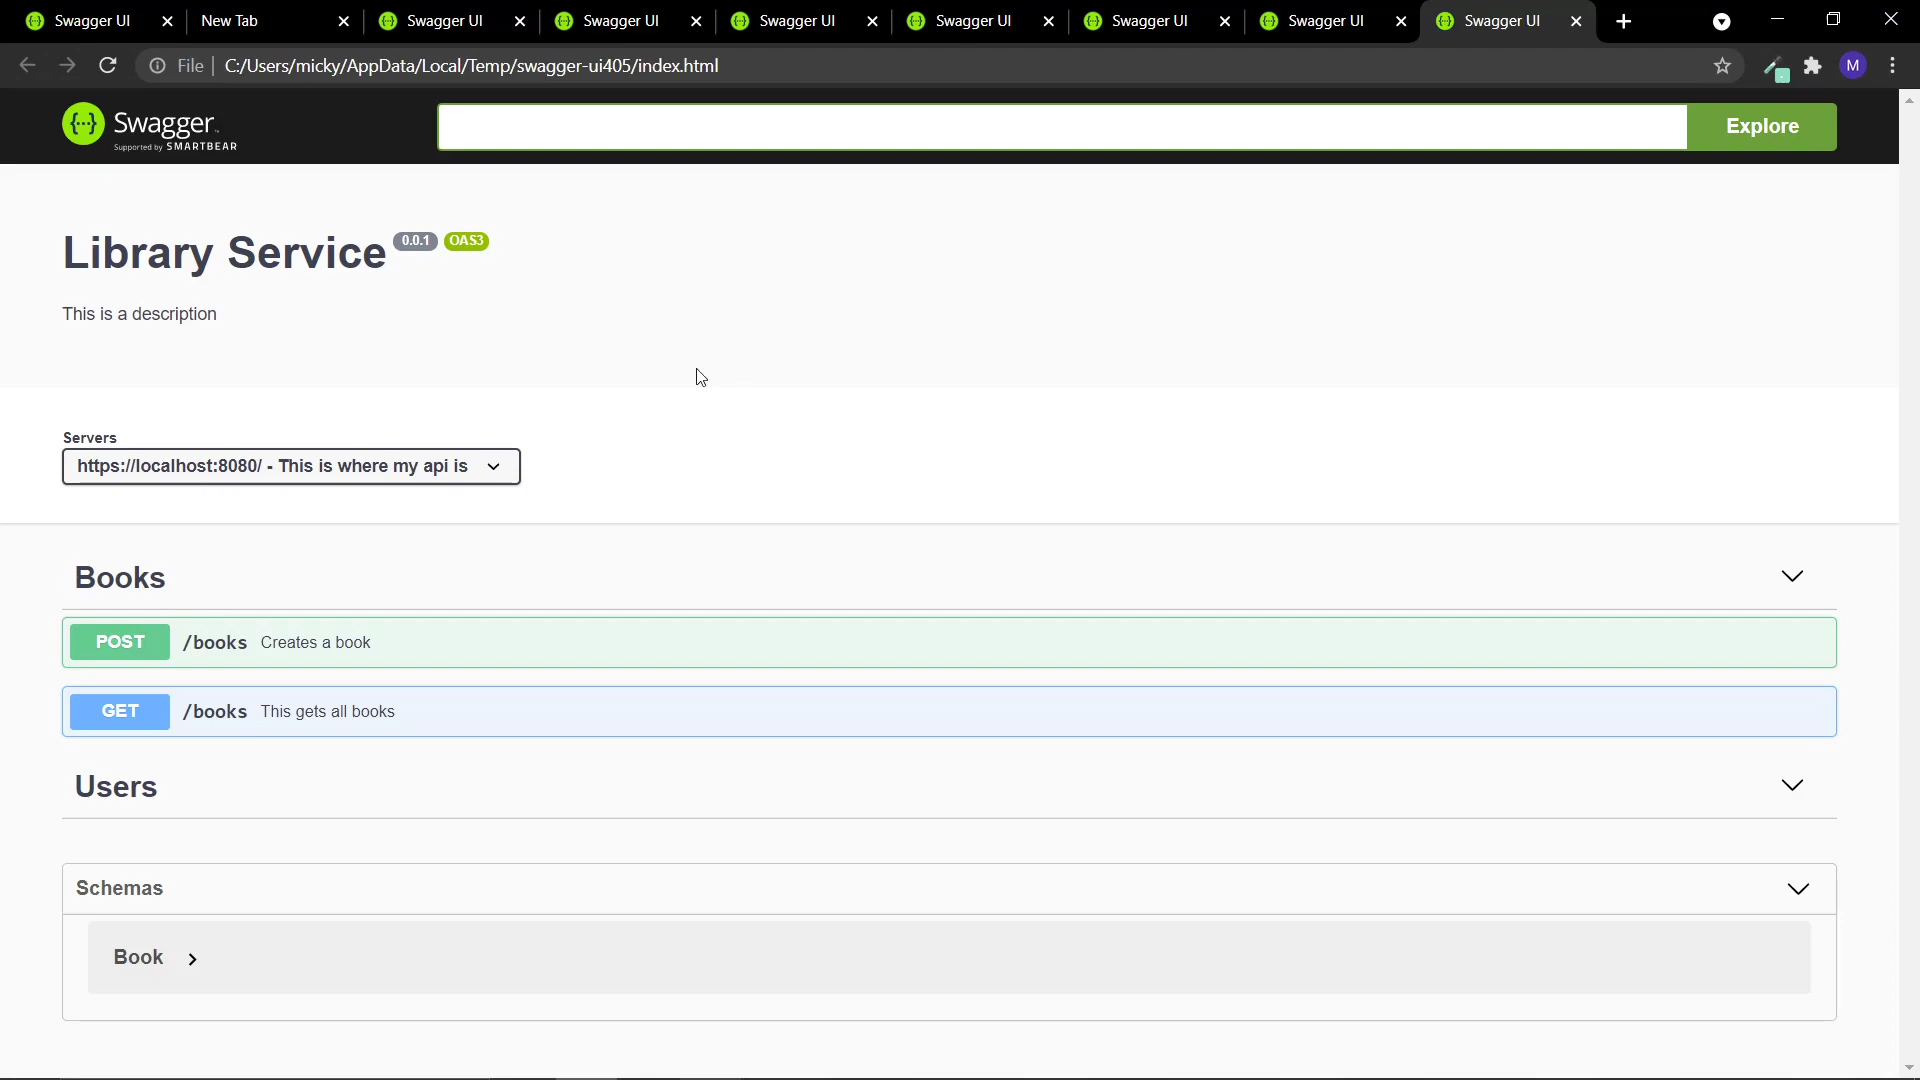 Swagger UI
New Tab
Swagger UI
Swagger UI
Swagger UI
Swagger UI
Swagger UI
Swagger UI
Swagger UI
File C:/Users/micky/AppData/Local/Temp/swagger-ui405/index.html
M
{···} Swagger™
Supported by SMARTBEAR
Explore
Library Service 0.0.1 OAS3
This is a description
Servers
https://localhost:8080/ - This is where my api is
Books
POST /books Creates a book
GET /books This gets all books
Users
Schemas
Book